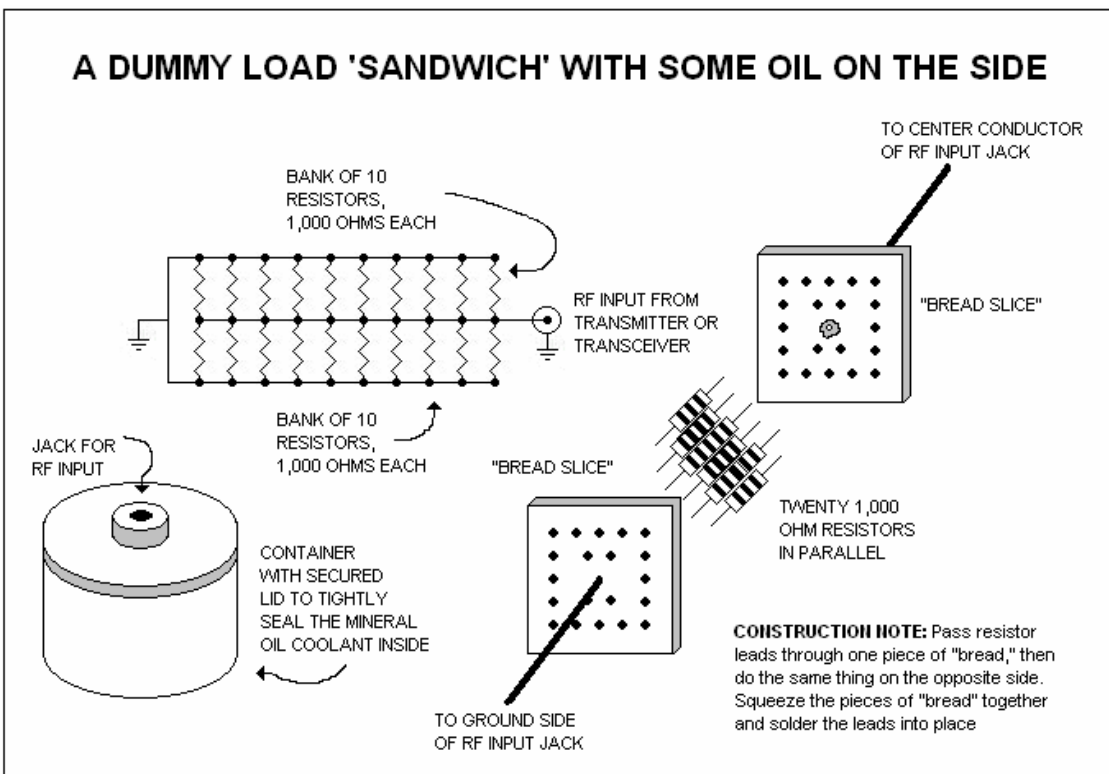 A DUMMY LOAD 'SANDWICH' WITH SOME OIL ON THE SIDE
TO CENTER CONDUCTOR
OF RF INPUT JACK
BANK OF 10
RESISTORS,
1,000 OHMS EACH
"BREAD SLICE"
RF INPUT FROM
TRANSMITTER OR
TRANSCEIVER
BANK OF 10
RESISTORS,
1,000 OHMS EACH
JACK FOR
RF INPUT
"BREAD SLICE"
TWENTY 1,000
OHM RESISTORS
IN PARALLEL
CONTAINER
WITH SECURED
LID TO TIGHTLY
SEAL THE MINERAL
OIL COOLANT INSIDE
CONSTRUCTION NOTE: Pass resistor
leads through one piece of "bread," then
do the same thing on the opposite side.
Squeeze the pieces of "bread" together
and solder the leads into place
TO GROUND SIDE
OF RF INPUT JACK